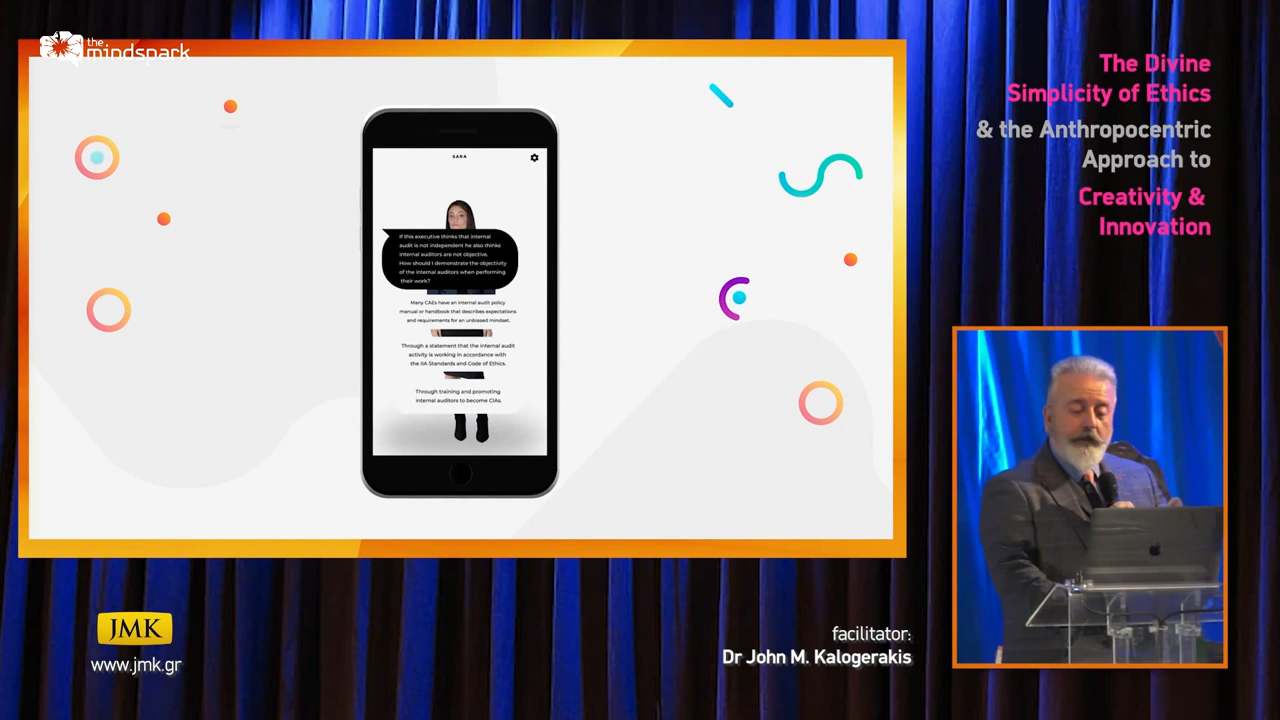 the
mindspark
The Divine
Simplicity of Ethics
& the Anthropocentric
Approach to
Creativity &
Innovation
SARA
If this executive thinks that internal
audit is not independent he also thinks
internal auditors are not objective.
How should I demonstrate the objectivity
of the internal auditors when performing
their work?
Many CAEs have an internal audit policy
manual or handbook that describes expectations
and requirements for an unbiased mindset.
Through a statement that the internal audit
activity is working in accordance with
the IIA Standards and Code of Ethics.
Through training and promoting
internal auditors to become CIAs.
JMK
www.jmk.gr
facilitator:
Dr John M. Kalogerakis